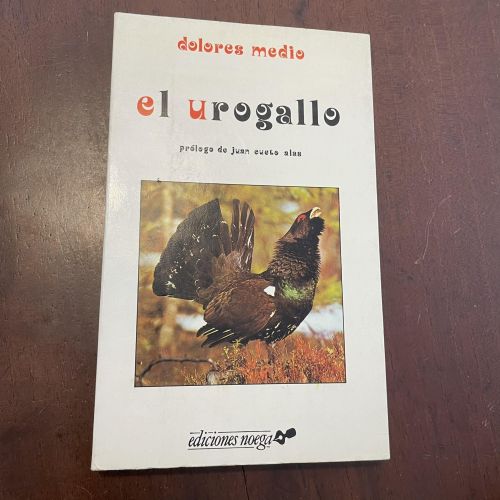 dolores medio
el urogallo
prólogo de juan cueto alas
ediciones noega